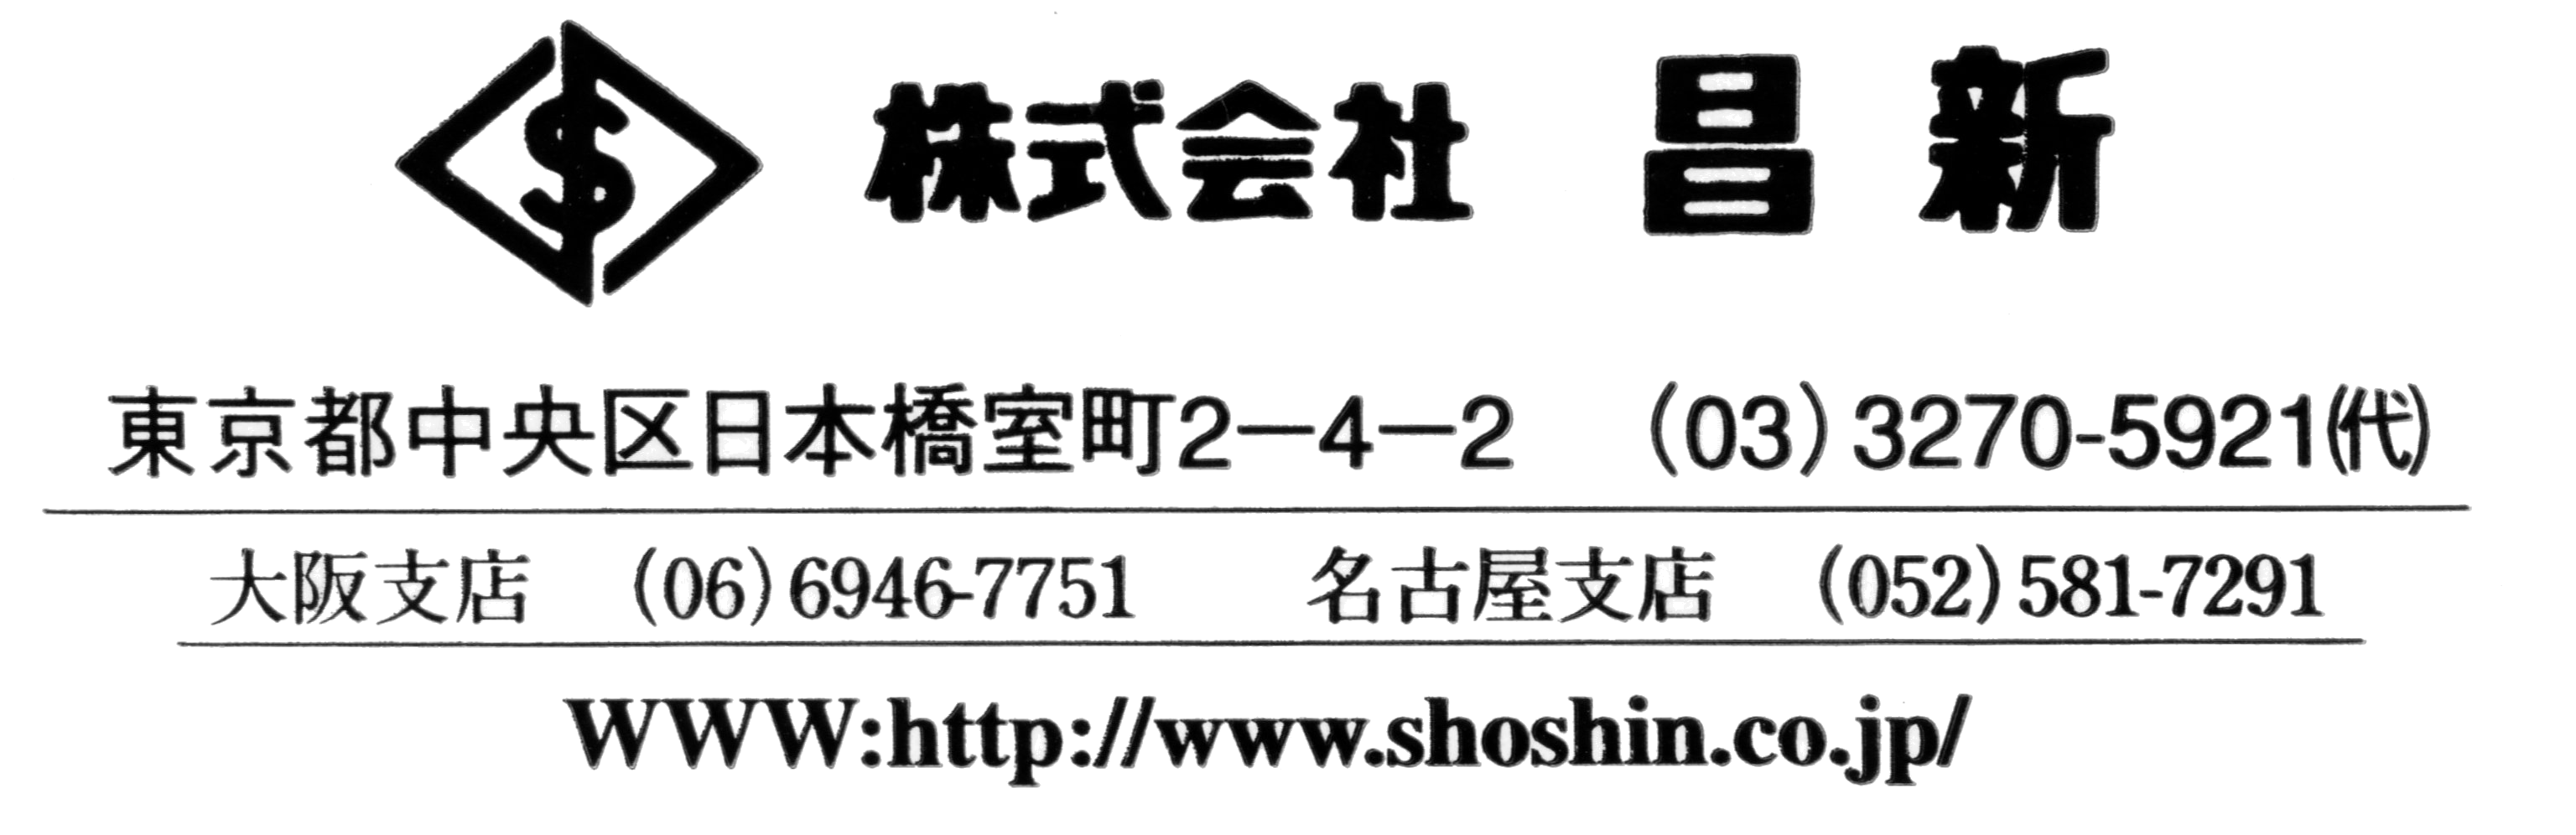 株式会社 昌新
東京都中央区日本橋室町2－4－2 （03）3270-5921㈹
大阪支店 （06）6946-7751 名古屋支店 （052）581-7291
WWW:http://www.shoshin.co.jp/